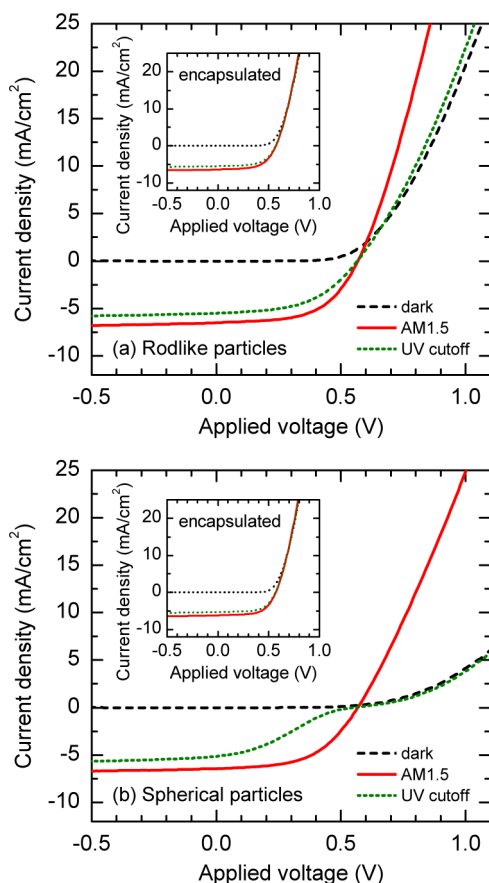 25
20
15
10
5
0
-5
-10
Current density (mA/cm²)
-0.5 0.0 0.5 1.0
Applied voltage (V)
encapsulated
20
10
0
-10
Current density (mA/cm²)
-0.5 0.0 0.5 1.0
Applied voltage (V)
dark
AM1.5
UV cutoff
(a) Rodlike particles
25
20
15
10
5
0
-5
-10
Current density (mA/cm²)
-0.5 0.0 0.5 1.0
Applied voltage (V)
encapsulated
20
10
0
-10
Current density (mA/cm²)
-0.5 0.0 0.5 1.0
Applied voltage (V)
dark
AM1.5
UV cutoff
(b) Spherical particles